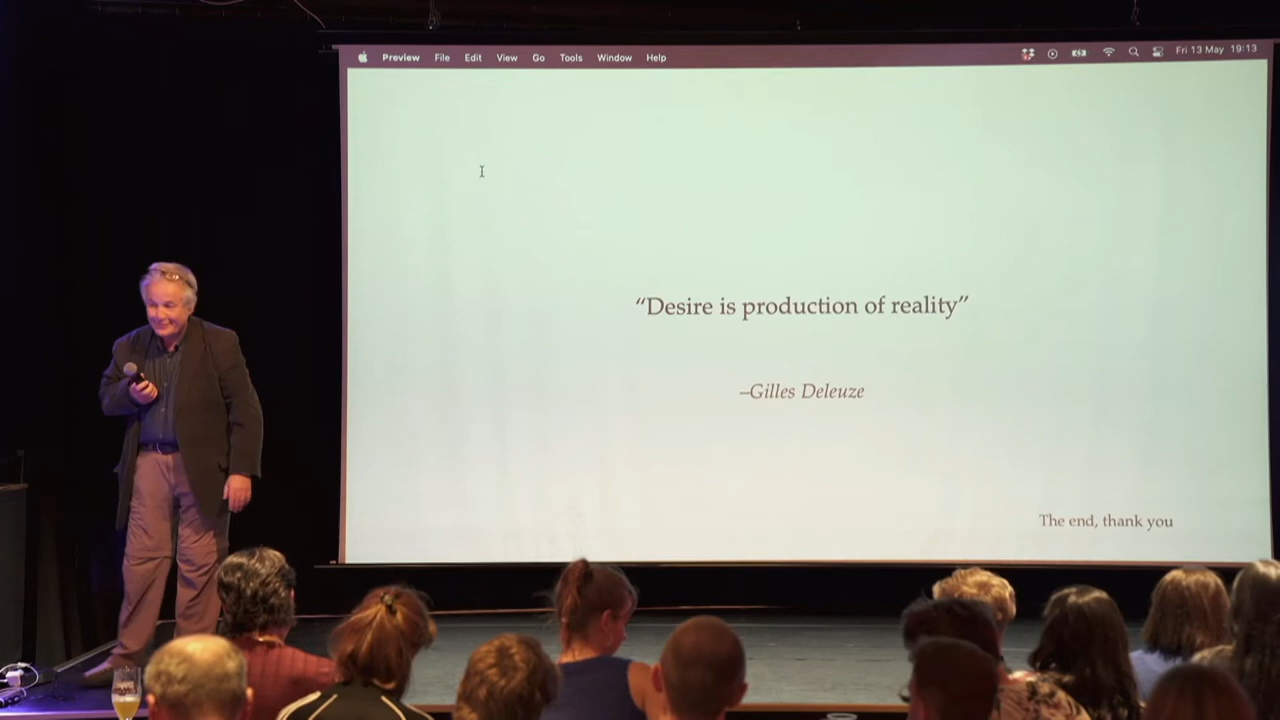 Preview File Edit View Go Tools Window Help Fri 13 May 19:13
“Desire is production of reality”
–Gilles Deleuze
The end, thank you